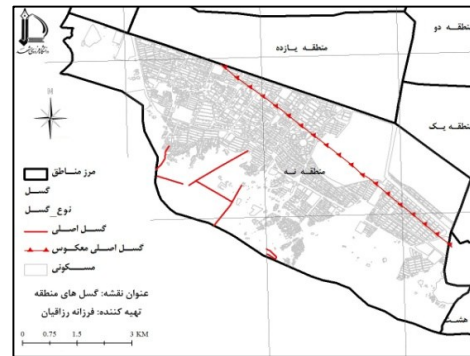 منطقه دو
منطقه یازده
منطقه یک
منطقه نه
مرز مناطق
گسل
نوع_گسل
گسل اصلی
گسل اصلی معکوس
مسکونی
عنوان نقشه: گسل های منطقه
تهیه کننده: فرزانه رزاقیان
0 0.75 1.5 3 KM
هشت